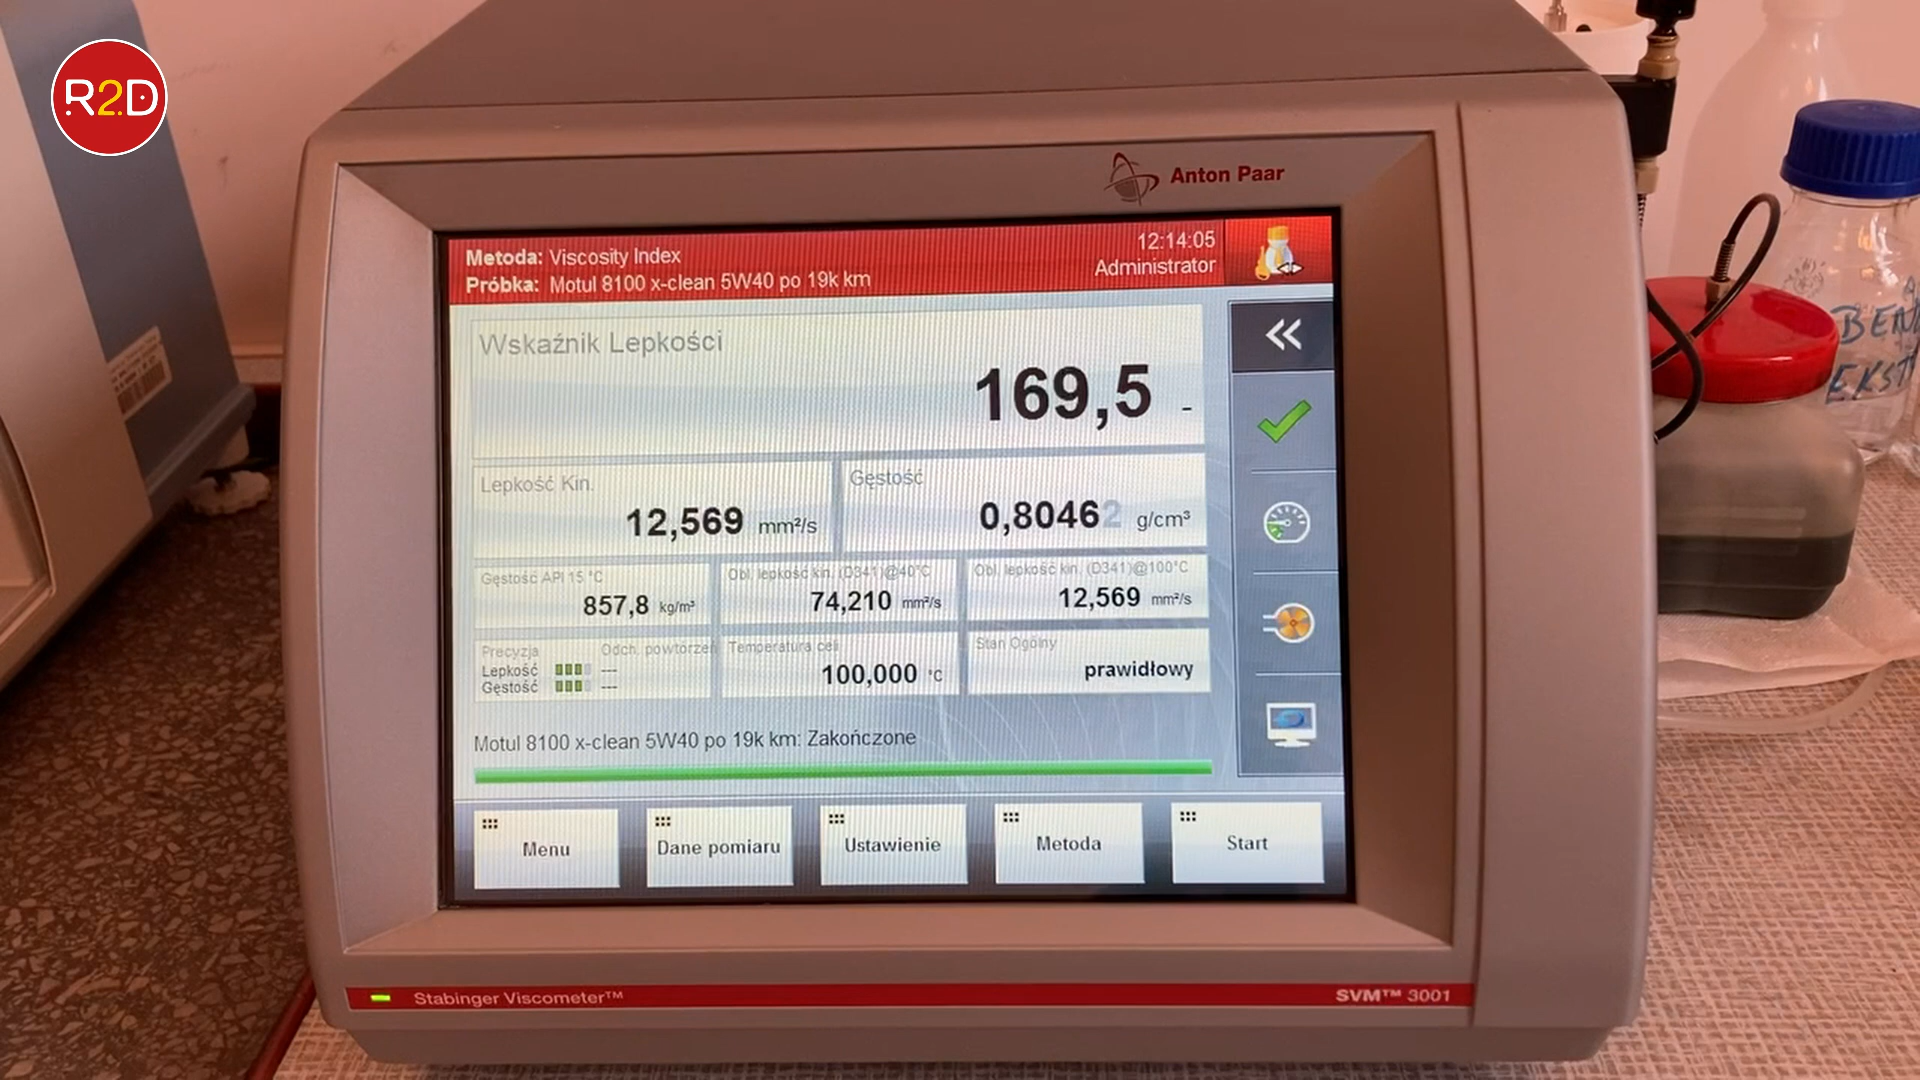 R2D
Anton Paar
Metoda: Viscosity Index
Próbka: Motul 8100 x-clean 5W40 po 19k km
12:14:05
Administrator
Wskaźnik Lepkości
169,5 -
Lepkość Kin.
12,569 mm²/s
Gęstość
0,80462 g/cm³
Gęstość API 15 °C
857,8 kg/m³
Obl. lepkość kin. (D341)@40°C
74,210 mm²/s
Obl. lepkość kin. (D341)@100°C
12,569 mm²/s
Precyzja
Odch. powtórzeń
Lepkość ---
Gęstość ---
Temperatura celi
100,000 °C
Stan Ogólny
prawidłowy
Motul 8100 x-clean 5W40 po 19k km: Zakończone
Menu
Dane pomiaru
Ustawienie
Metoda
Start
Stabinger Viscometer™
SVM™ 3001